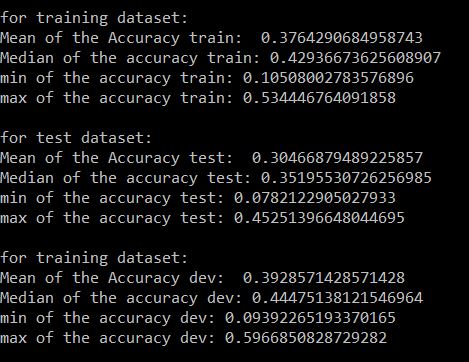 for training dataset:
Mean of the Accuracy train:  0.3764290684958743
Median of the Accuracy train: 0.42936673625608907
min of the accuracy train: 0.10508002783576896
max of the accuracy train: 0.534446764091858
for test dataset:
Mean of the Accuracy test:  0.30466879489225857
Median of the Accuracy test: 0.35195530726256985
min of the accuracy test: 0.0782122905027933
max of the accuracy test: 0.45251396648044695
for training dataset:
Mean of the Accuracy dev:  0.3928571428571428
Median of the Accuracy dev: 0.44475138121546964
min of the accuracy dev: 0.09392265193370165
max of the accuracy dev: 0.5966850828729282